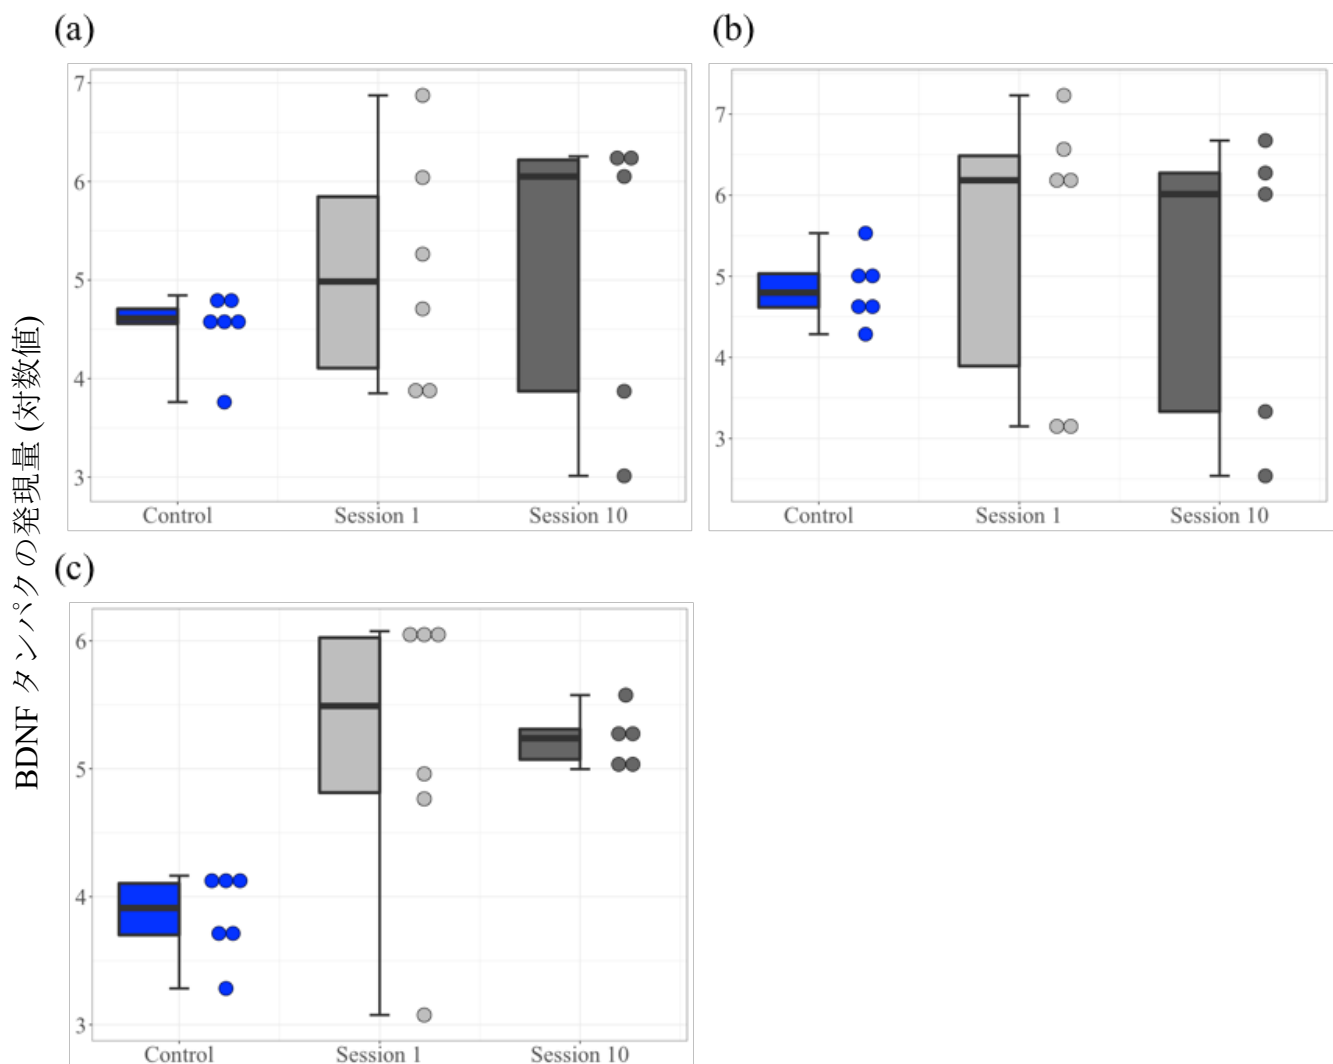 (a)
(b)
7
6
5
4
3
Control
Session 1
Session 10
7
6
5
4
3
Control
Session 1
Session 10
(c)
6
5
4
3
Control
Session 1
Session 10
BDNF タンパクの発現量 (対数値)